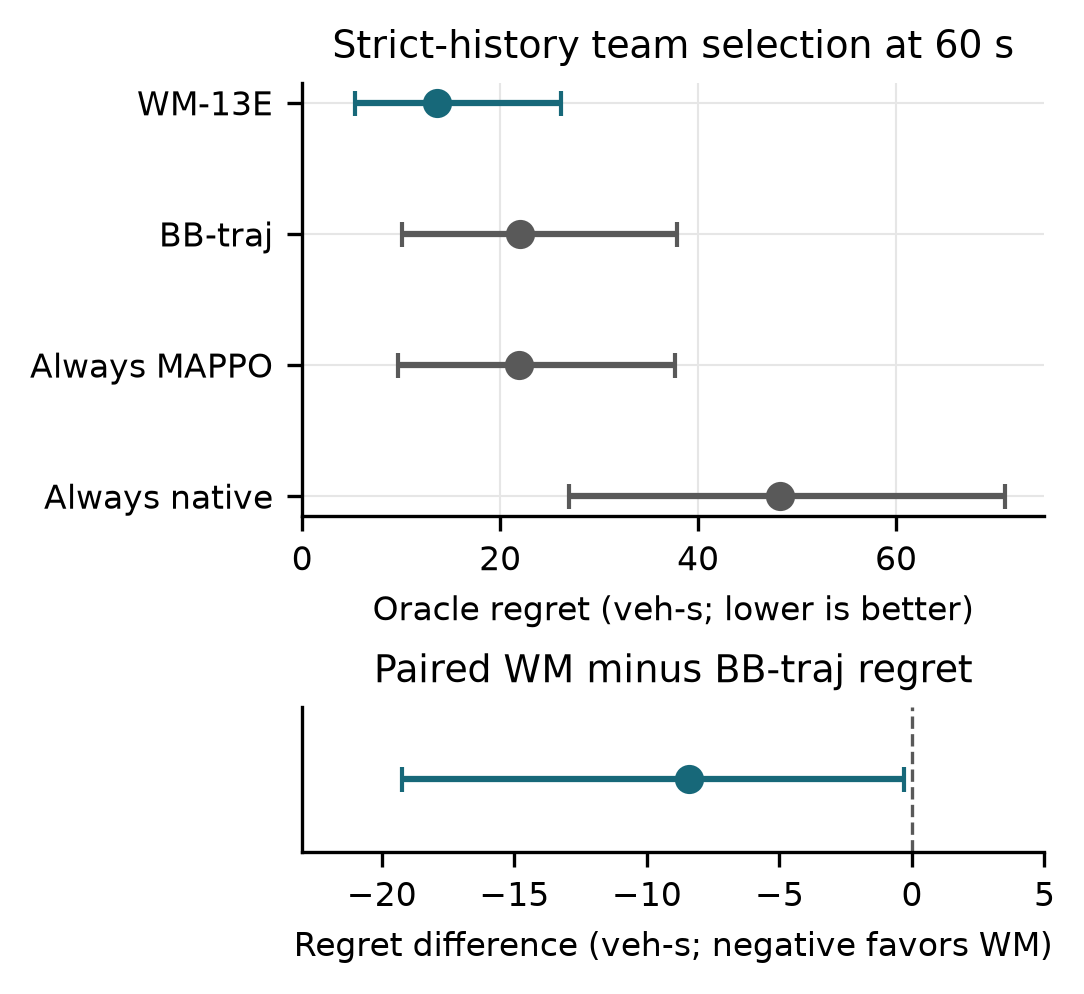 Strict-history team selection at 60 s
WM-13E
BB-traj
Always MAPPO
Always native
0 20 40 60
Oracle regret (veh-s; lower is better)
Paired WM minus BB-traj regret
−20 −15 −10 −5 0 5
Regret difference (veh-s; negative favors WM)